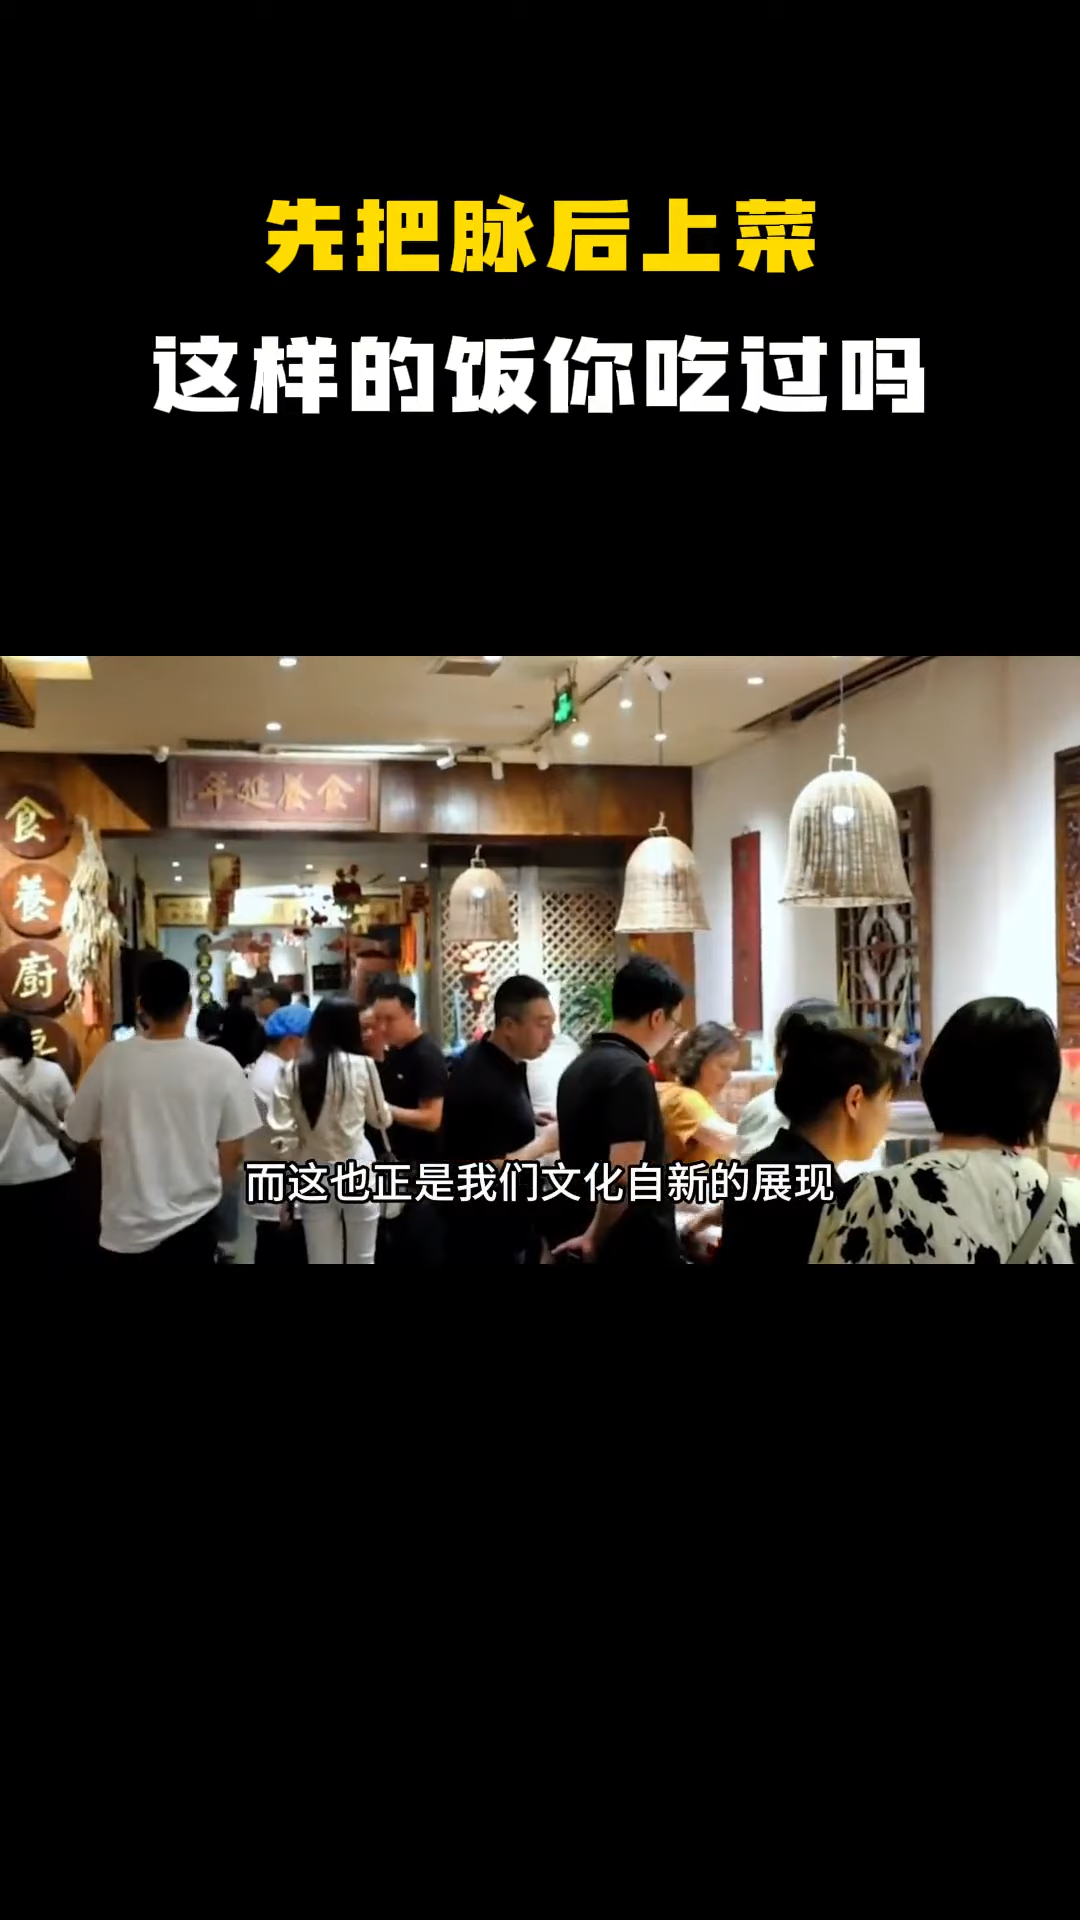 先把脉后上菜
这样的饭你吃过吗
食養延年
食
養
廚
而这也正是我们文化自新的展现